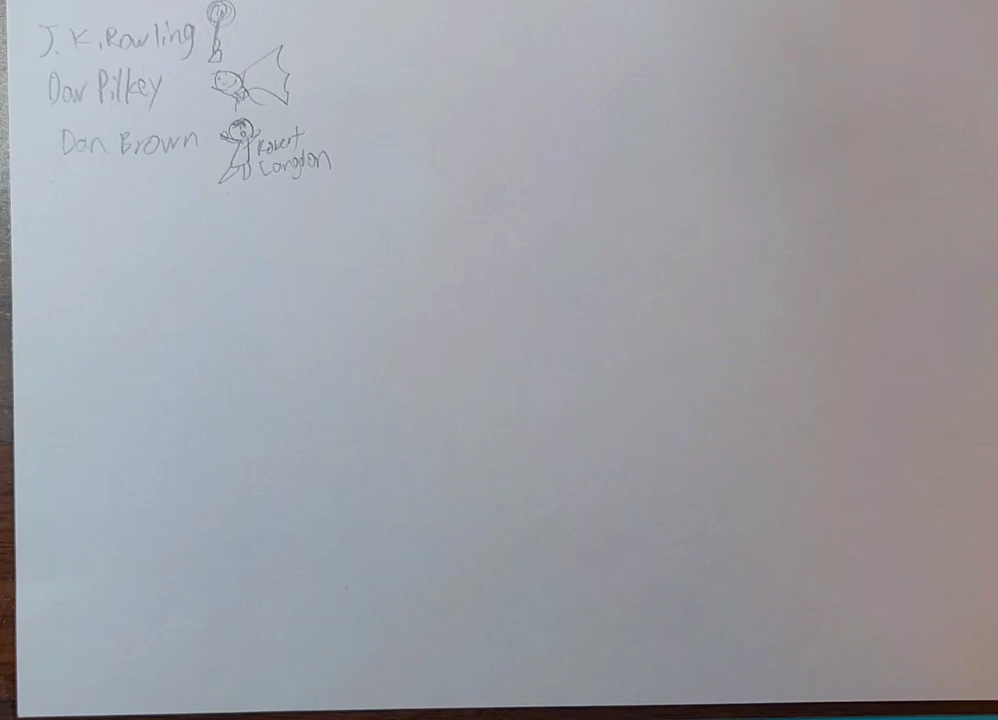 J. K. Rowling
Dav Pilkey
Dan Brown
Robert
Langdon